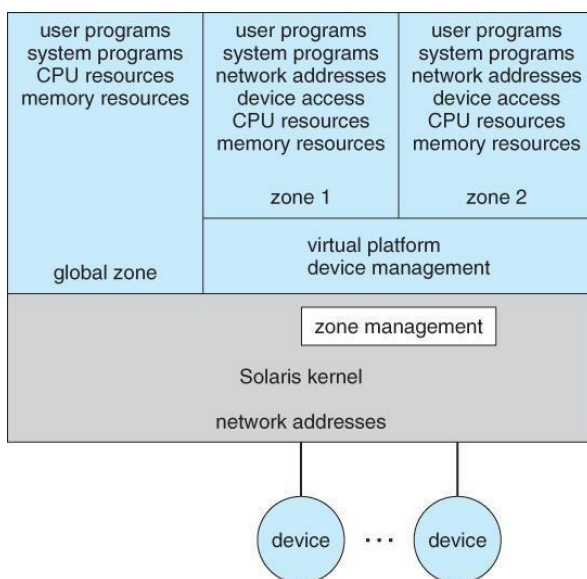 user programs
system programs
CPU resources
memory resources
global zone
user programs
system programs
network addresses
device access
CPU resources
memory resources
zone 1
user programs
system programs
network addresses
device access
CPU resources
memory resources
zone 2
virtual platform
device management
zone management
Solaris kernel
network addresses
device
...
device